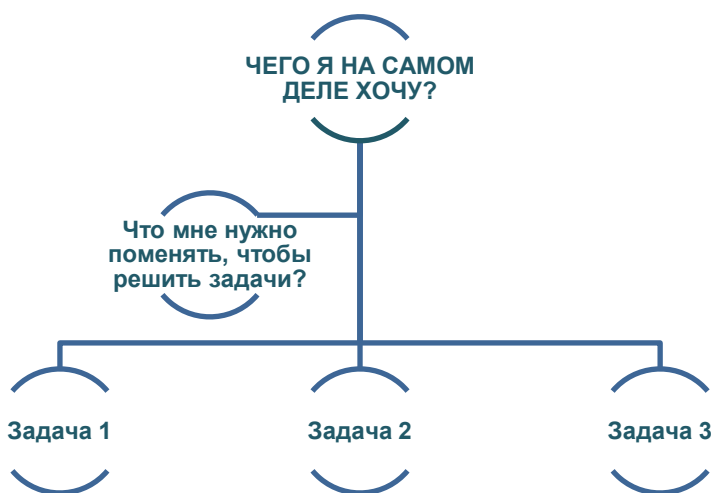 ЧЕГО Я НА САМОМ
ДЕЛЕ ХОЧУ?
Что мне нужно
поменять, чтобы
решить задачи?
Задача 1
Задача 2
Задача 3